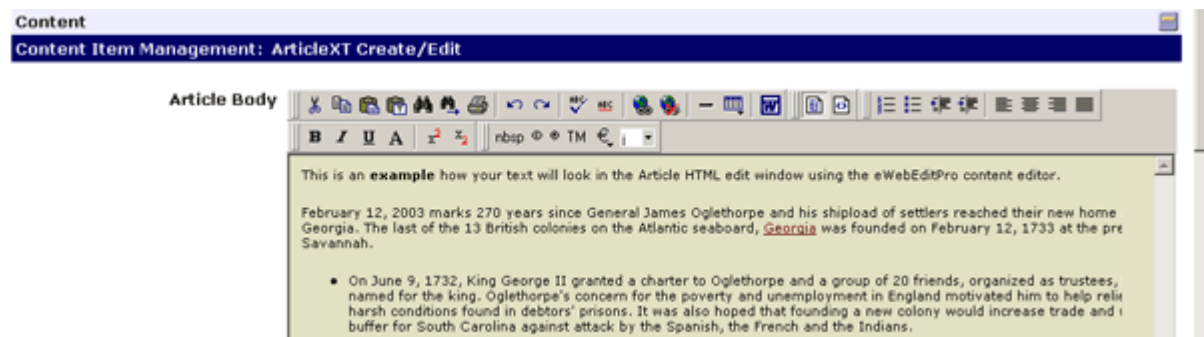 Content
Content Item Management: ArticleXT Create/Edit
Article Body
B I U A x² x₂ nbsp © ® TM €
This is an example how your text will look in the Article HTML edit window using the eWebEditPro content editor.
February 12, 2003 marks 270 years since General James Oglethorpe and his shipload of settlers reached their new home
Georgia. The last of the 13 British colonies on the Atlantic seaboard, Georgia was founded on February 12, 1733 at the pre
Savannah.
• On June 9, 1732, King George II granted a charter to Oglethorpe and a group of 20 friends, organized as trustees,
named for the king. Oglethorpe's concern for the poverty and unemployment in England motivated him to help relie
harsh conditions found in debtors' prisons. It was also hoped that founding a new colony would increase trade and
buffer for South Carolina against attack by the Spanish, the French and the Indians.